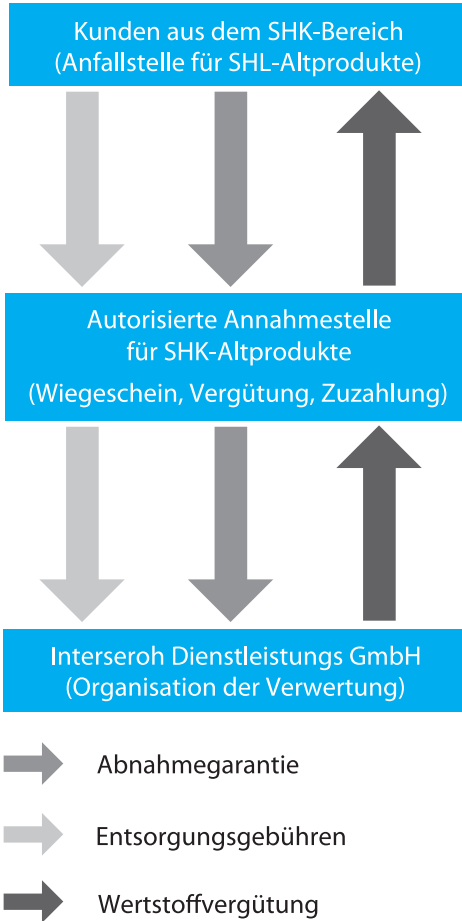 Kunden aus dem SHK-Bereich
(Anfallstelle für SHL-Altprodukte)
Autorisierte Annahmestelle
für SHK-Altprodukte
(Wiegeschein, Vergütung, Zuzahlung)
Interseroh Dienstleistungs GmbH
(Organisation der Verwertung)
Abnahmegarantie
Entsorgungsgebühren
Wertstoffvergütung